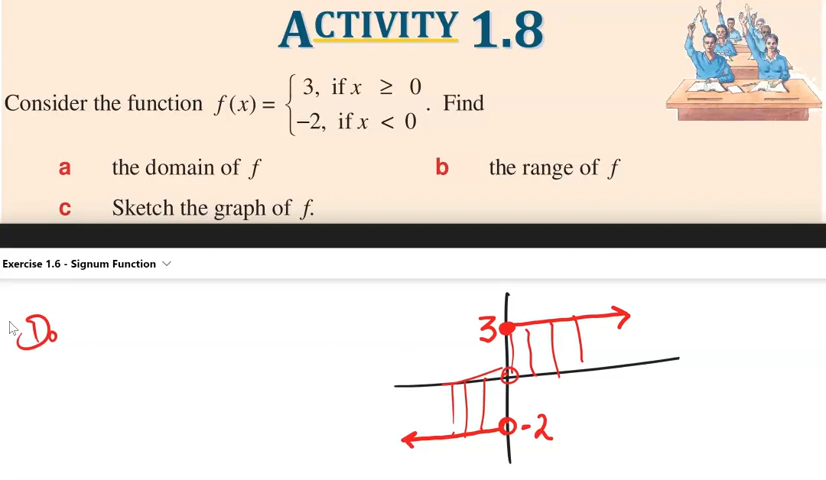 ACTIVITY 1.8
Consider the function f(x) = { 3, if x ≥ 0
−2, if x < 0 . Find
a the domain of f b the range of f
c Sketch the graph of f.
Exercise 1.6 - Signum Function
Do
3
-2